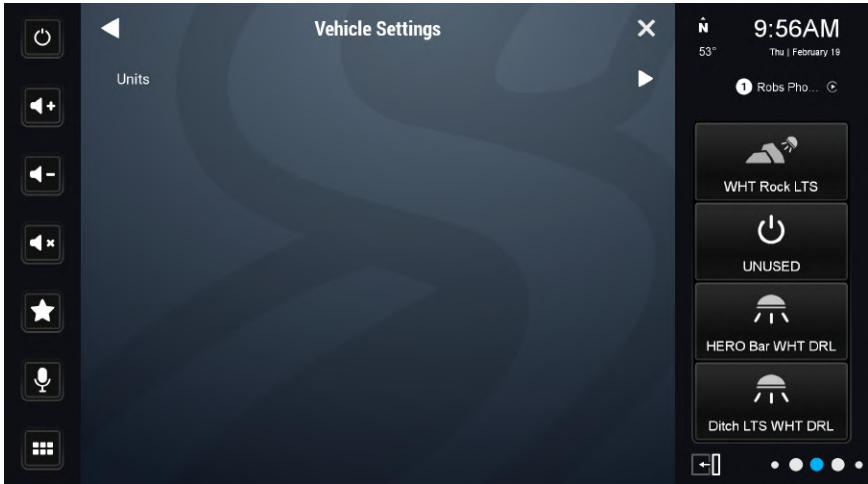 Vehicle Settings
Units
N
9:56AM
53°
Thu | February 19
1 Robs Pho...
WHT Rock LTS
UNUSED
HERO Bar WHT DRL
Ditch LTS WHT DRL